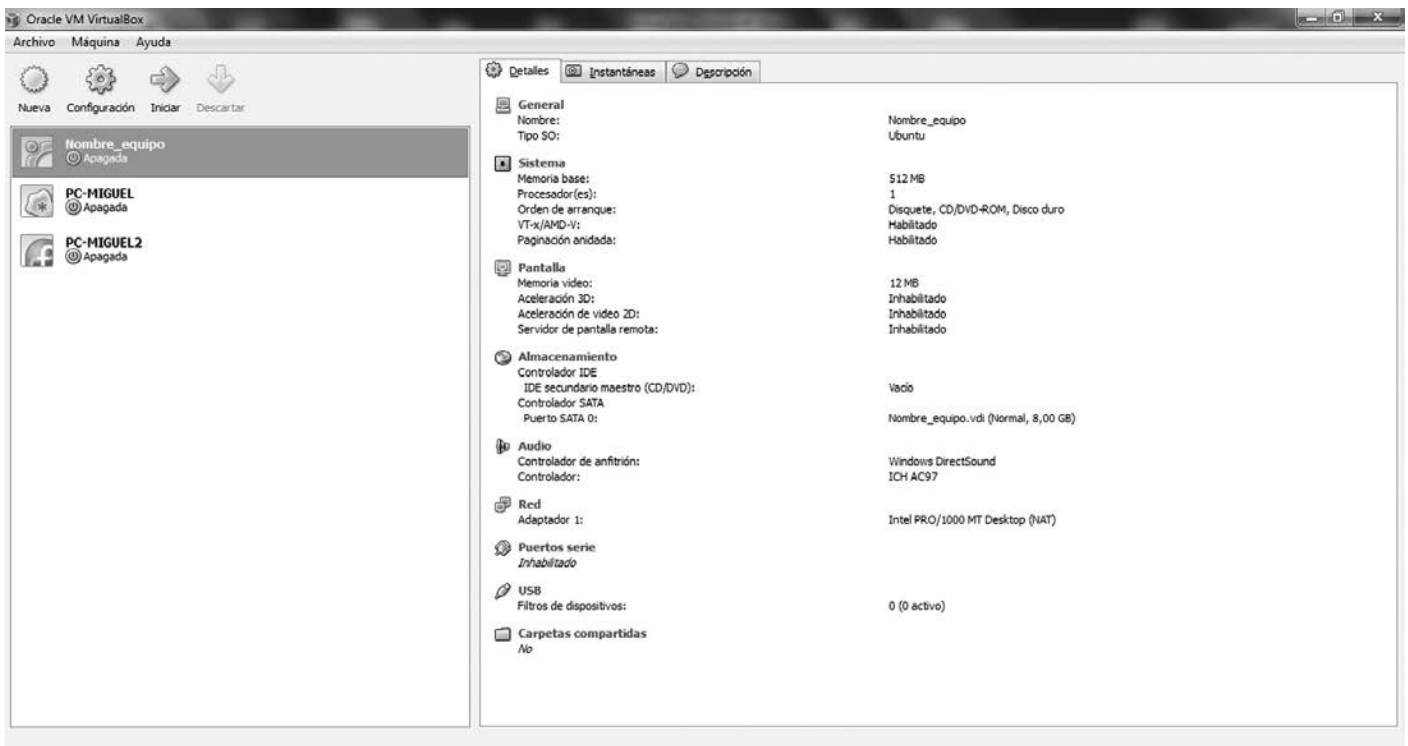 Oracle VM VirtualBox
Archivo Máquina Ayuda
Nueva Configuración Iniciar Descartar
Nombre_equipo
Apagada
PC-MIGUEL
Apagada
PC-MIGUEL2
Apagada
Detalles Instantáneas Descripción
General
Nombre: Nombre_equipo
Tipo SO: Ubuntu
Sistema
Memoria base: 512 MB
Procesador(es): 1
Orden de arranque: Disquete, CD/DVD-ROM, Disco duro
VT-x/AMD-V: Habilitado
Paginación anidada: Habilitado
Pantalla
Memoria video: 12 MB
Aceleración 3D: Inhabilitado
Aceleración de video 2D: Inhabilitado
Servidor de pantalla remota: Inhabilitado
Almacenamiento
Controlador IDE
IDE secundario maestro (CD/DVD): Vacío
Controlador SATA
Puerto SATA 0: Nombre_equipo.vdi (Normal, 8,00 GB)
Audio
Controlador de anfitrión: Windows DirectSound
Controlador: ICH AC97
Red
Adaptador 1: Intel PRO/1000 MT Desktop (NAT)
Puertos serie
Inhabilitado
USB
Filtros de dispositivos: 0 (0 activo)
Carpetas compartidas
No